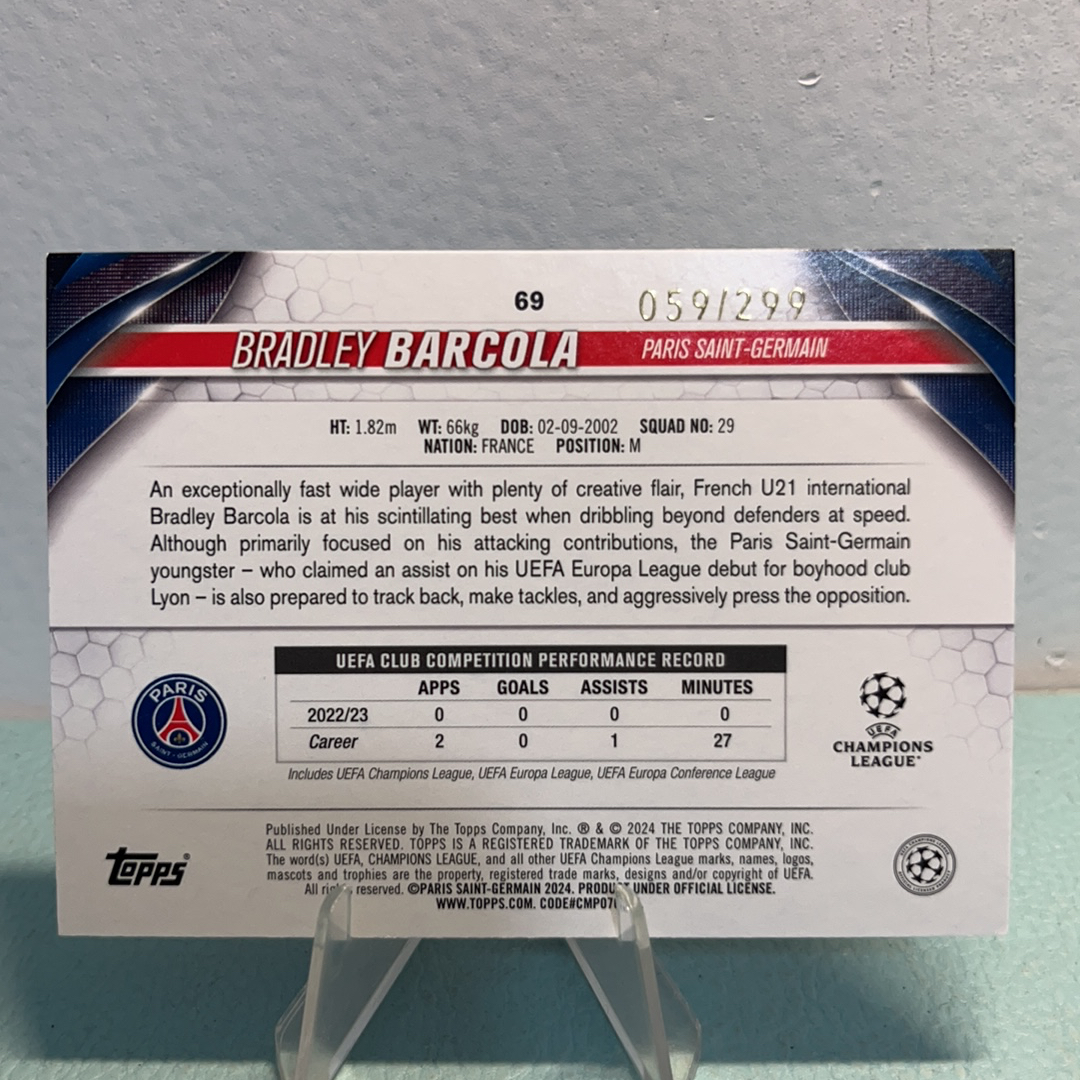 69
059/299
BRADLEY BARCOLA
PARIS SAINT-GERMAIN
HT: 1.82m WT: 66kg DOB: 02-09-2002 SQUAD NO: 29
NATION: FRANCE POSITION: M
An exceptionally fast wide player with plenty of creative flair, French U21 international
Bradley Barcola is at his scintillating best when dribbling beyond defenders at speed.
Although primarily focused on his attacking contributions, the Paris Saint-Germain
youngster – who claimed an assist on his UEFA Europa League debut for boyhood club
Lyon – is also prepared to track back, make tackles, and aggressively press the opposition.
UEFA CLUB COMPETITION PERFORMANCE RECORD
APPS GOALS ASSISTS MINUTES
2022/23 0 0 0 0
Career 2 0 1 27
Includes UEFA Champions League, UEFA Europa League, UEFA Europa Conference League
PARIS
SAINT-GERMAIN
UEFA
CHAMPIONS
LEAGUE
Published Under License by The Topps Company, Inc. ® & © 2024 THE TOPPS COMPANY, INC.
ALL RIGHTS RESERVED. TOPPS IS A REGISTERED TRADEMARK OF THE TOPPS COMPANY, INC.
The word(s) UEFA, CHAMPIONS LEAGUE, and all other UEFA Champions League marks, names, logos,
mascots and trophies are the property, registered trade marks, designs and/or copyright of UEFA.
All reserved. ©PARIS SAINT-GERMAIN 2024. UNDER OFFICIAL LICENSE.
WWW.TOPPS.COM.
topps®